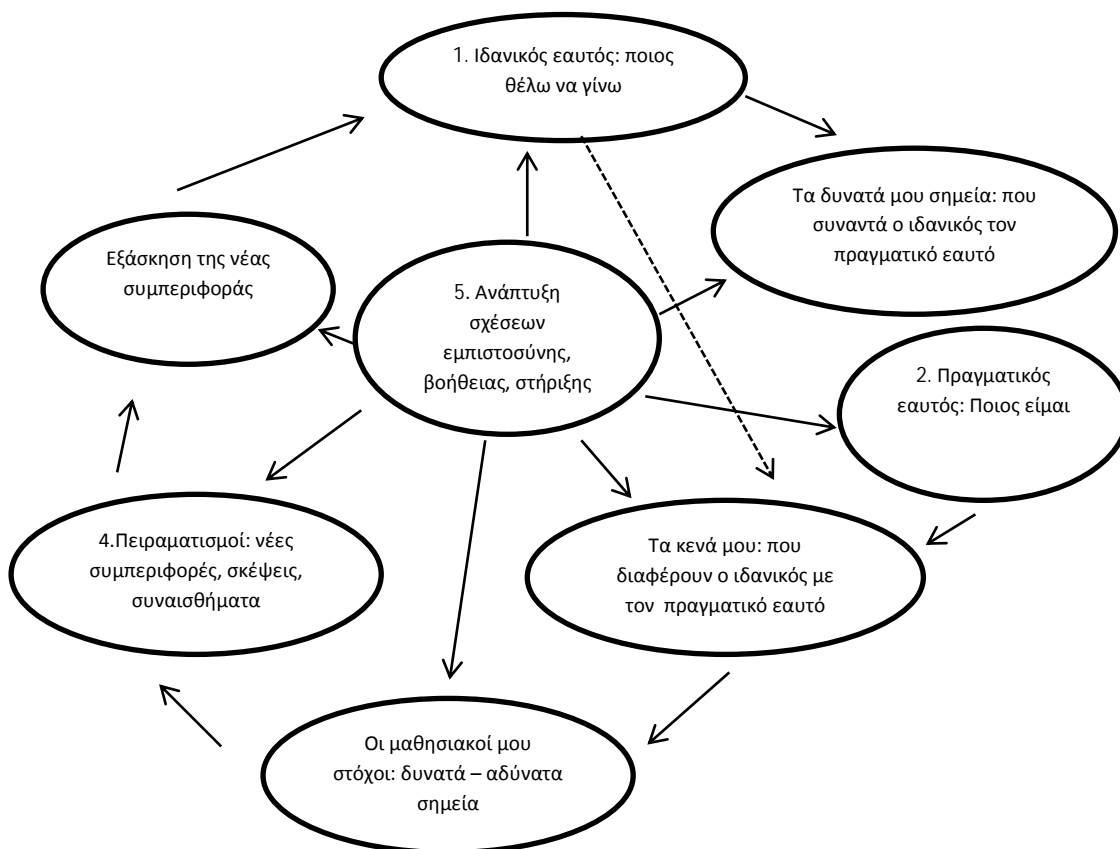 1. Ιδανικός εαυτός: ποιος
θέλω να γίνω
Τα δυνατά μου σημεία: που
συναντά ο ιδανικός τον
πραγματικό εαυτό
Εξάσκηση της νέας
συμπεριφοράς
5. Ανάπτυξη
σχέσεων
εμπιστοσύνης,
βοήθειας, στήριξης
2. Πραγματικός
εαυτός: Ποιος είμαι
4.Πειραματισμοί: νέες
συμπεριφορές, σκέψεις,
συναισθήματα
Τα κενά μου: που
διαφέρουν ο ιδανικός με
τον πραγματικό εαυτό
Οι μαθησιακοί μου
στόχοι: δυνατά – αδύνατα
σημεία